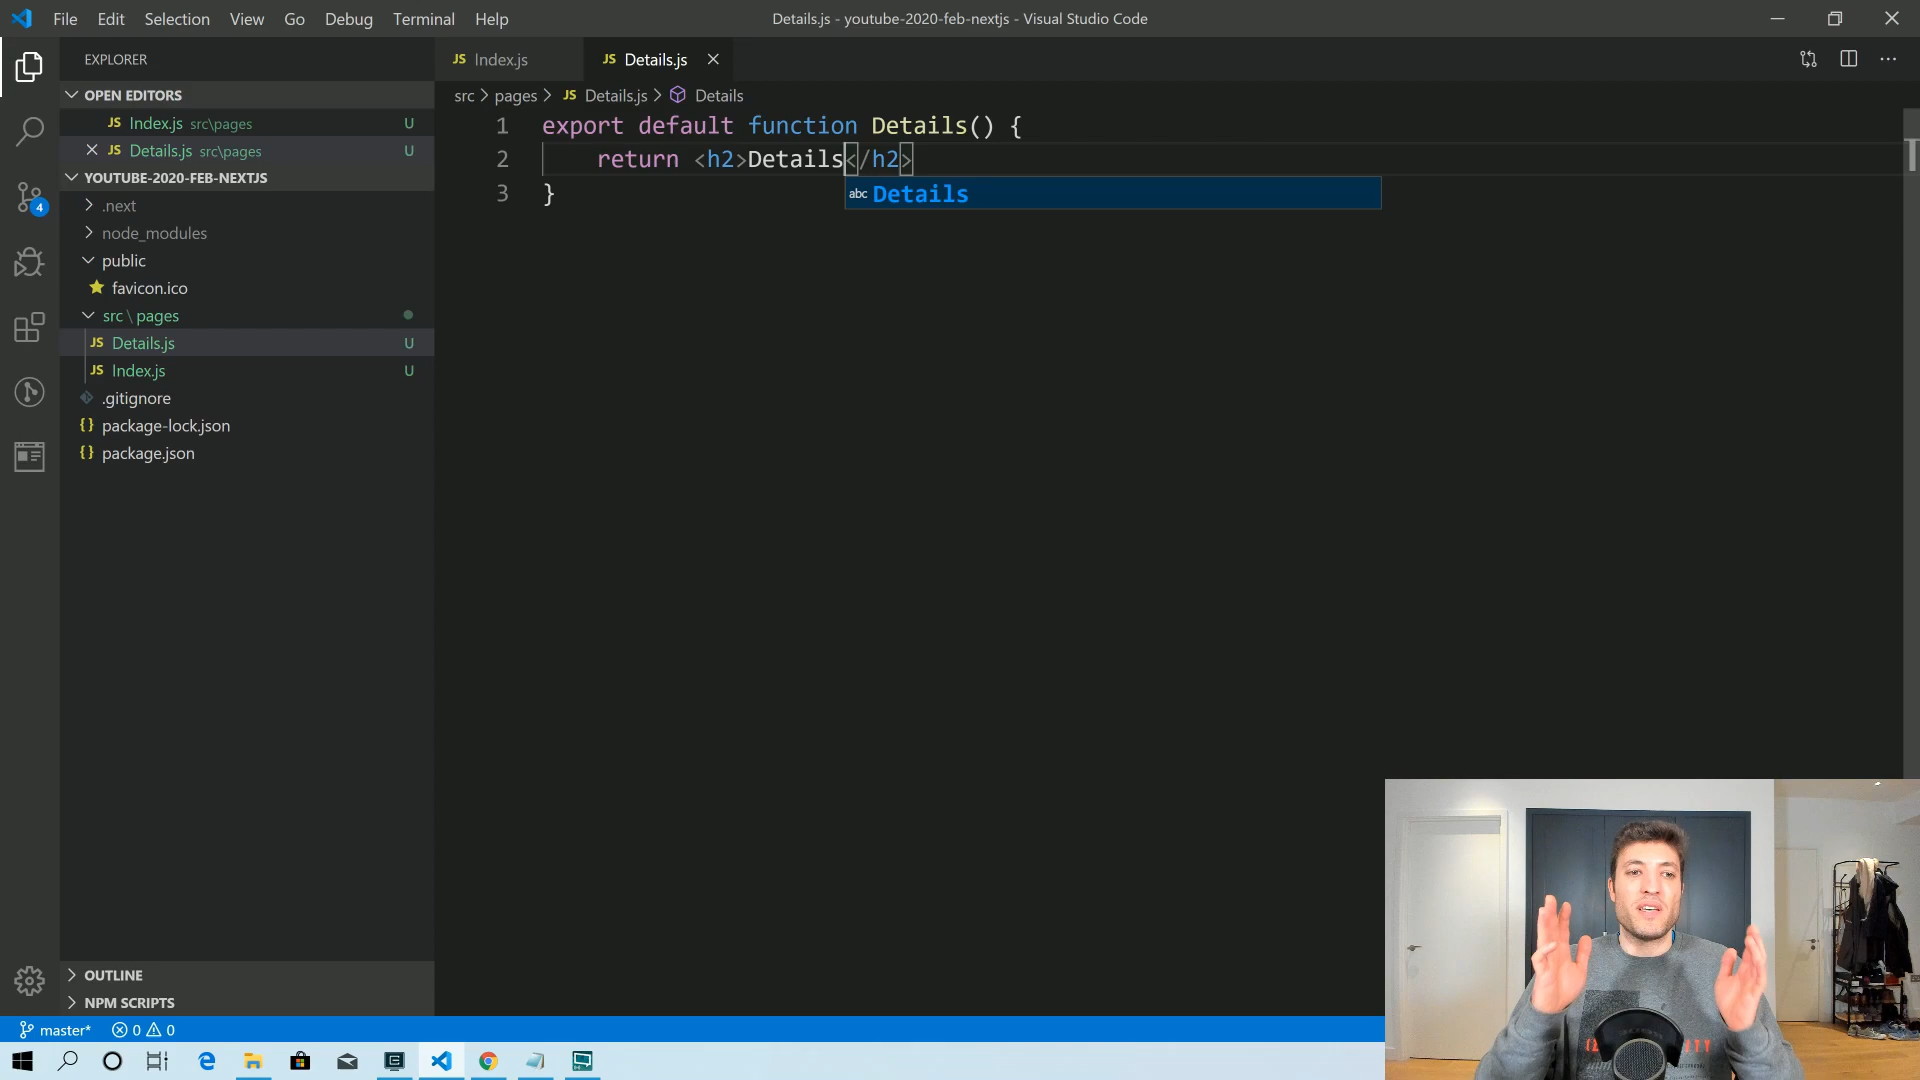 File Edit Selection View Go Debug Terminal Help
Details.js - youtube-2020-feb-nextjs - Visual Studio Code
EXPLORER
OPEN EDITORS
JS Index.js src\pages U
JS Details.js src\pages U
YOUTUBE-2020-FEB-NEXTJS
.next
node_modules
public
favicon.ico
src \ pages
JS Details.js U
JS Index.js U
.gitignore
{} package-lock.json
{} package.json
OUTLINE
NPM SCRIPTS
4
JS Index.js
JS Details.js
src > pages > JS Details.js > Details
1 export default function Details() {
2 return <h2>Details</h2>
3 }
abc Details
master* 0 0